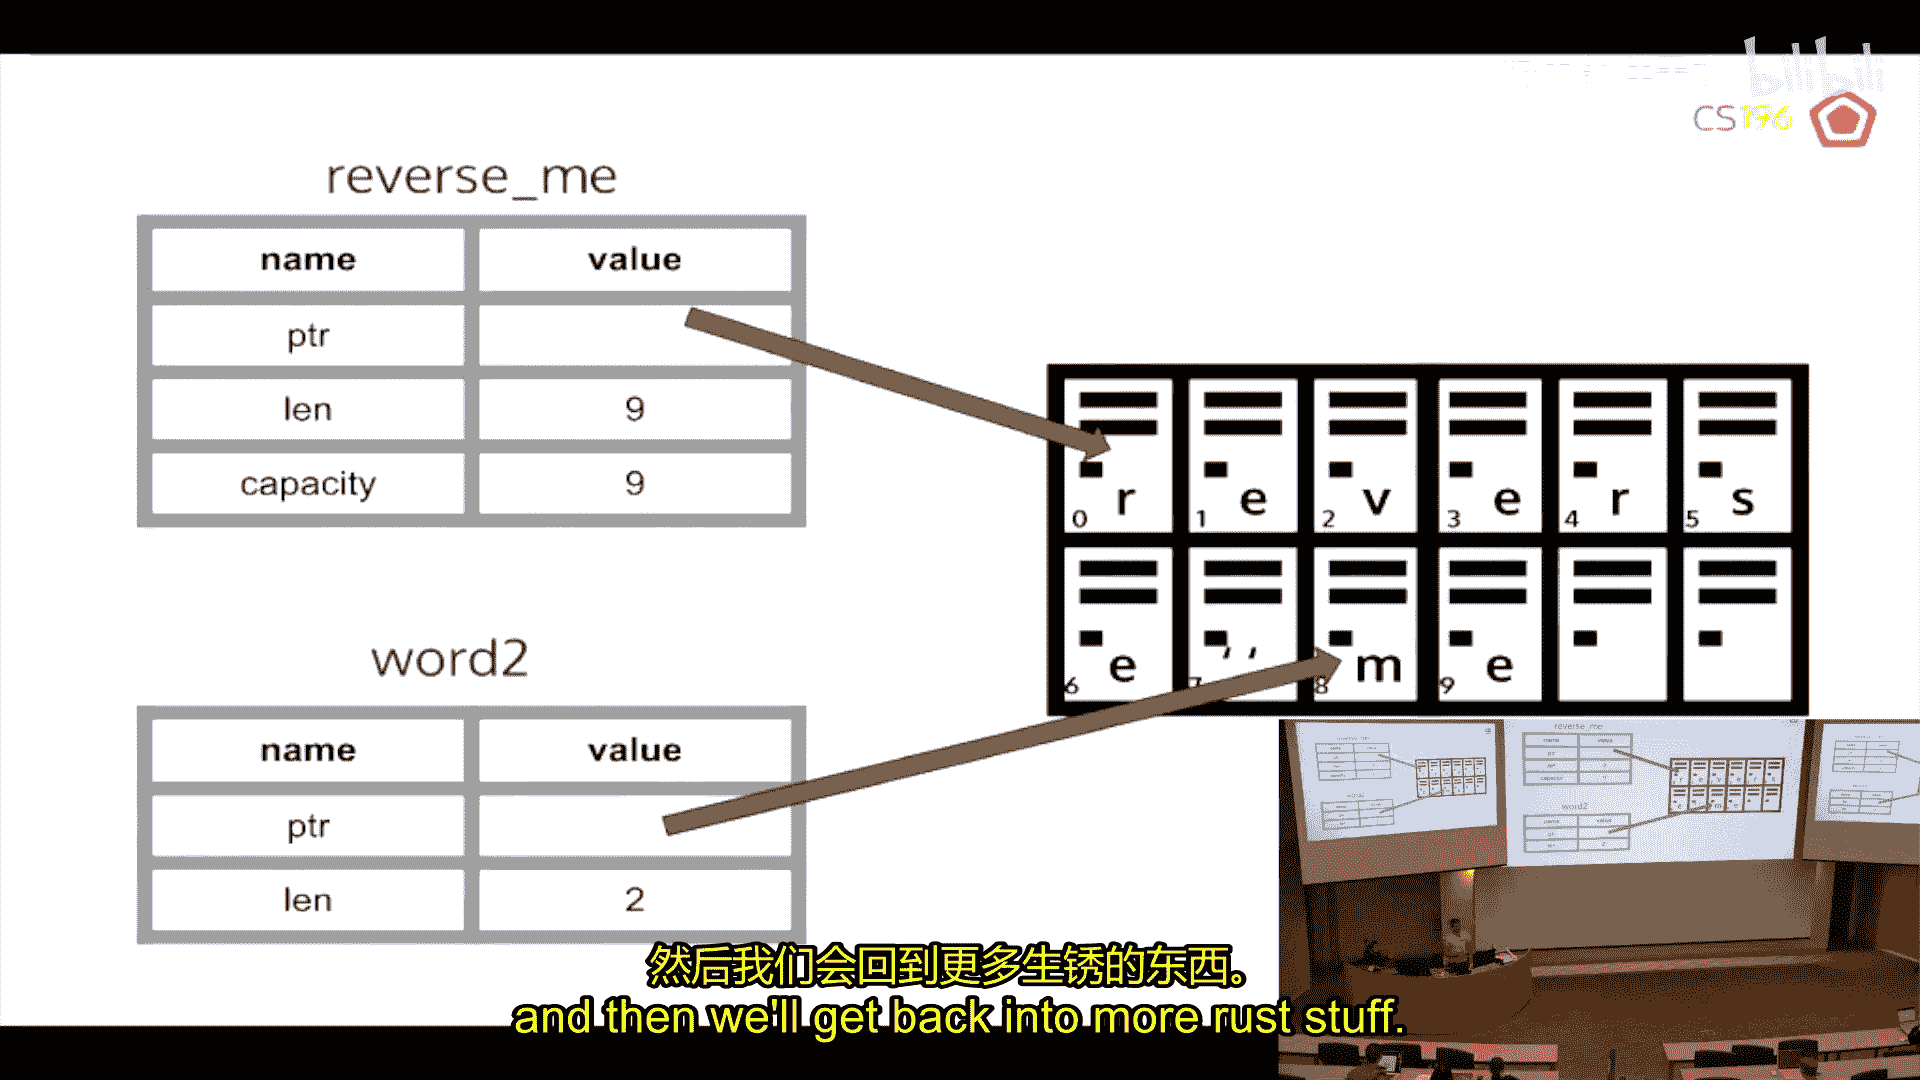 bilibili
CS196
reverse_me
name value
ptr
len 9
capacity 9
r e v e r s
0 1 2 3 4 5
e ' ' m e
6 7 8 9
word2
name value
ptr
len 2
然后我们会回到更多生锈的东西。
and then we'll get back into more rust stuff.